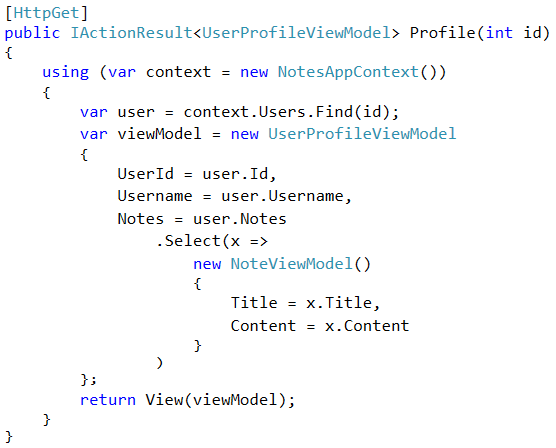 [HttpGet]
public IActionResult<UserProfileViewModel> Profile(int id)
{
    using (var context = new NotesAppContext())
    {
        var user = context.Users.Find(id);
        var viewModel = new UserProfileViewModel
        {
            UserId = user.Id,
            Username = user.Username,
            Notes = user.Notes
                .Select(x =>
                    new NoteViewModel()
                    {
                        Title = x.Title,
                        Content = x.Content
                    }
                )
        };
        return View(viewModel);
    }
}